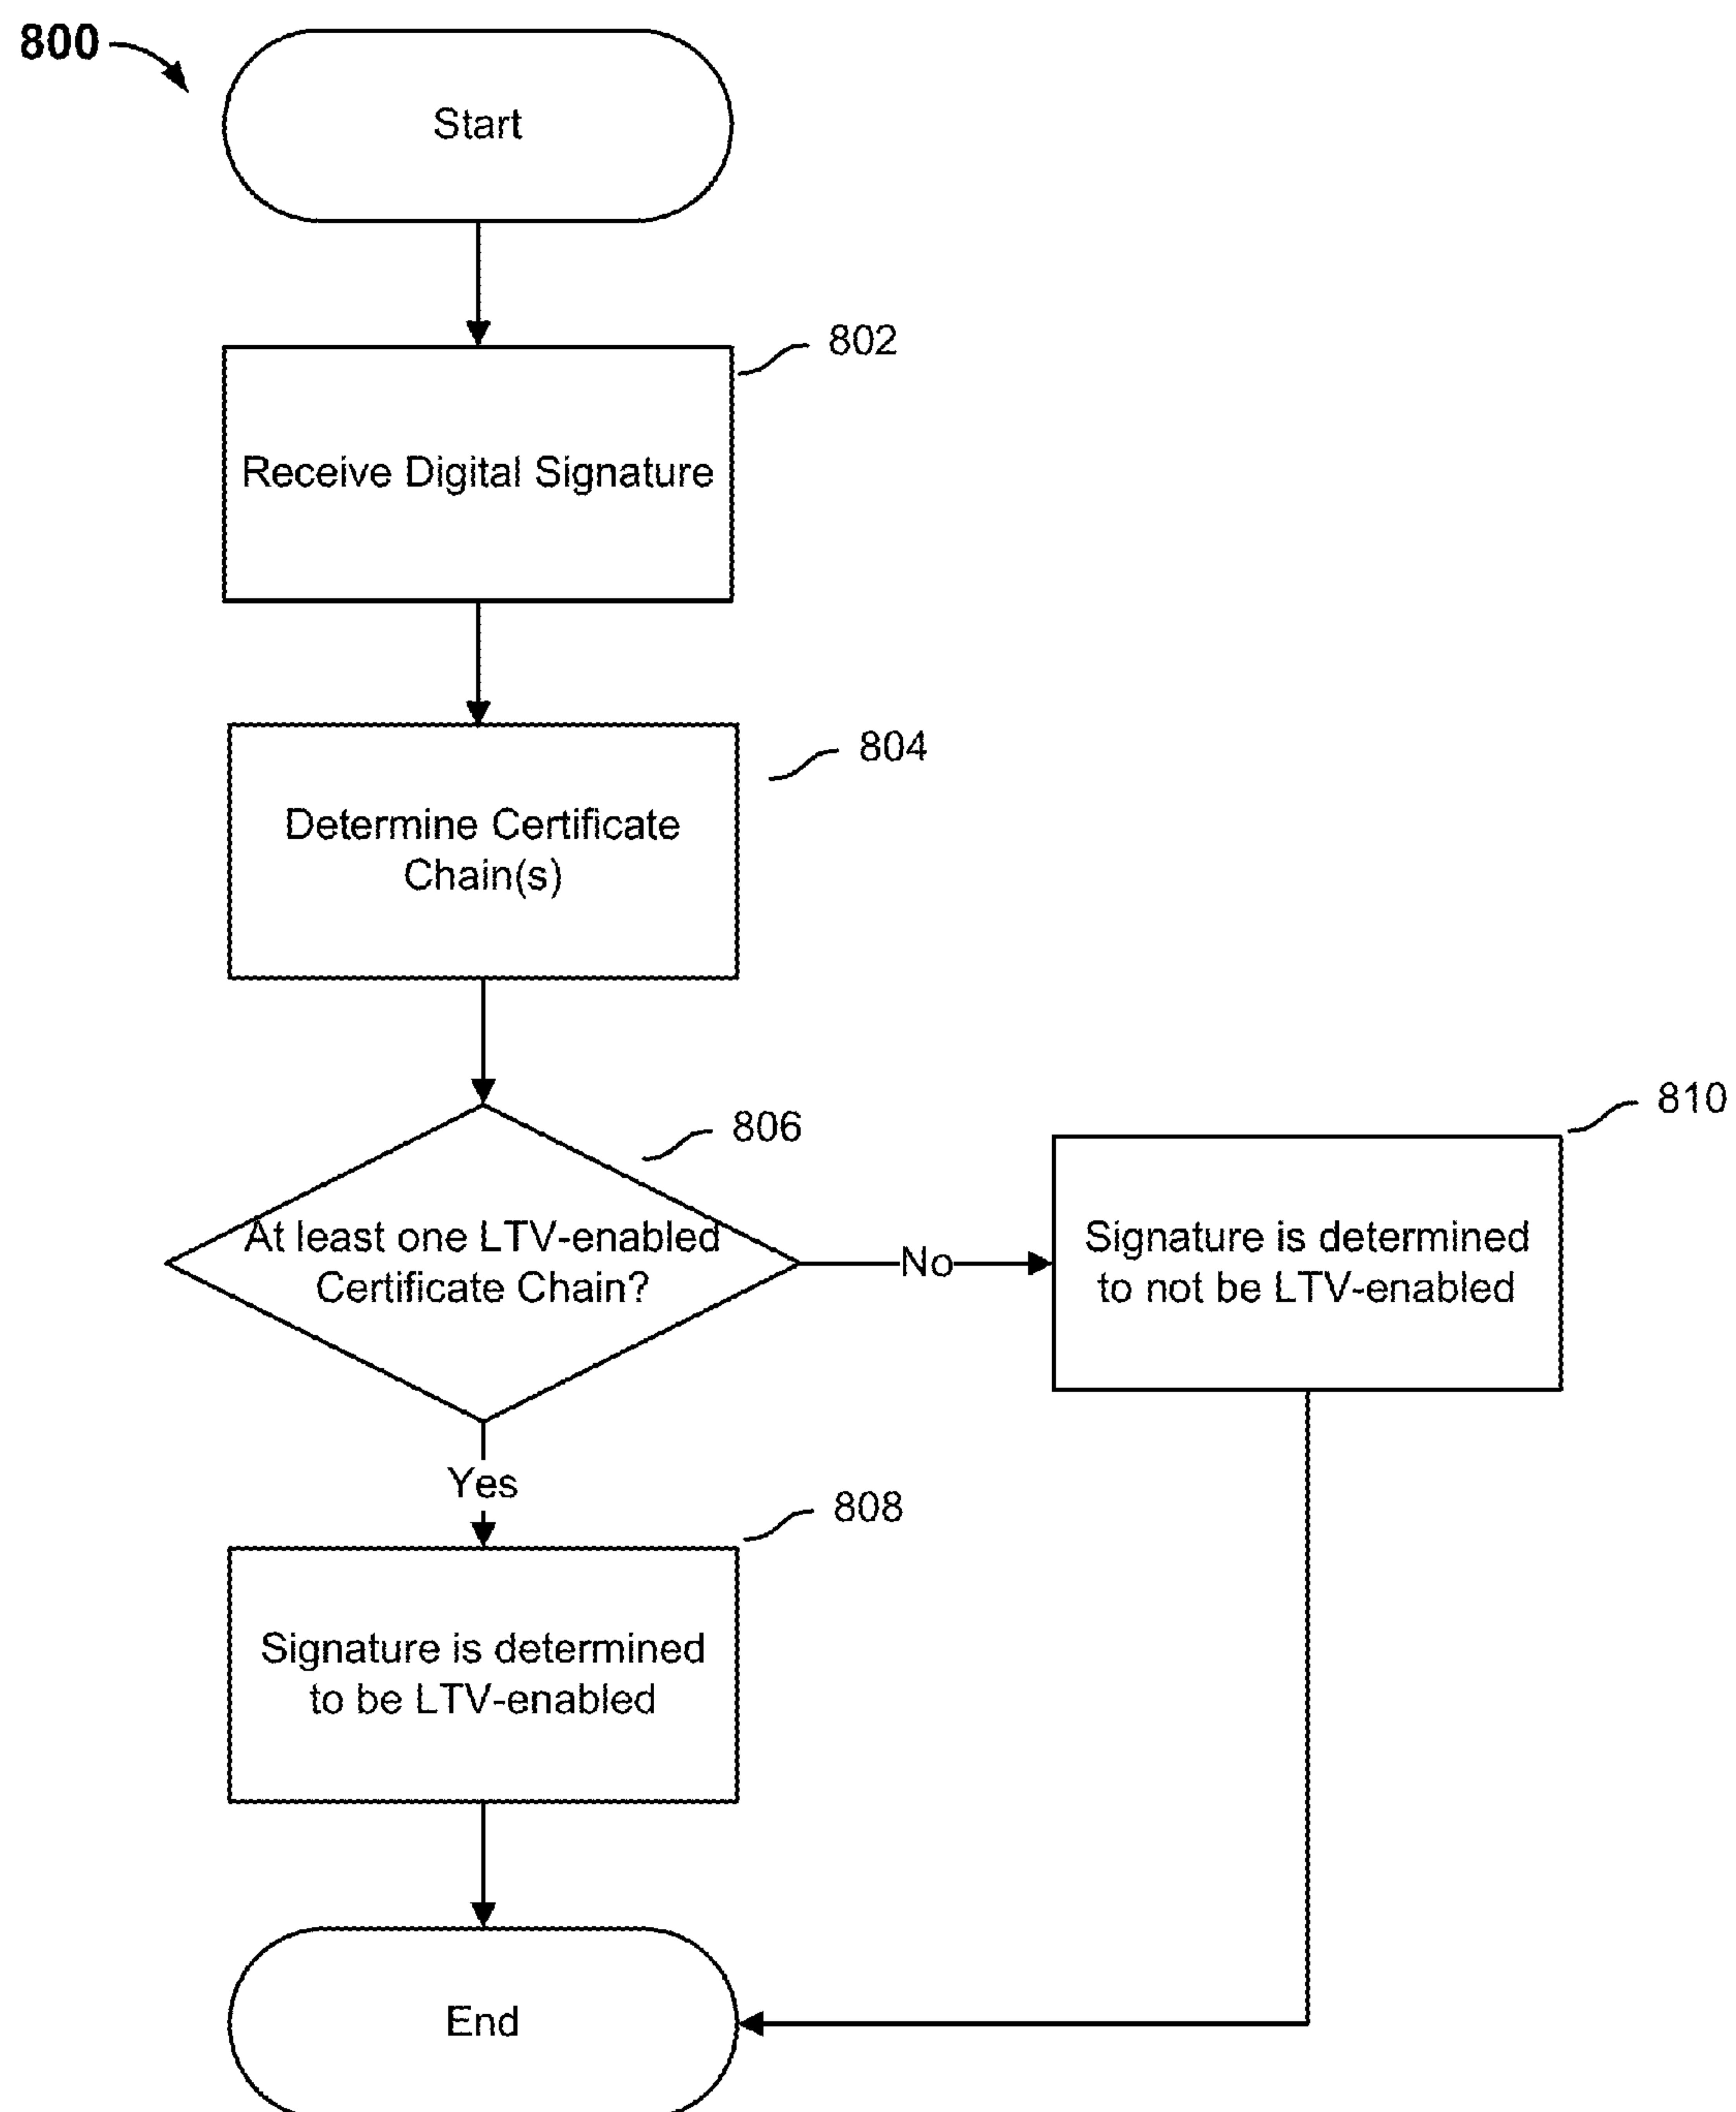 800
Start
802
Receive Digital Signature
804
Determine Certificate
Chain(s)
806
At least one LTV-enabled
Certificate Chain?
No
810
Signature is determined
to not be LTV-enabled
Yes
808
Signature is determined
to be LTV-enabled
End